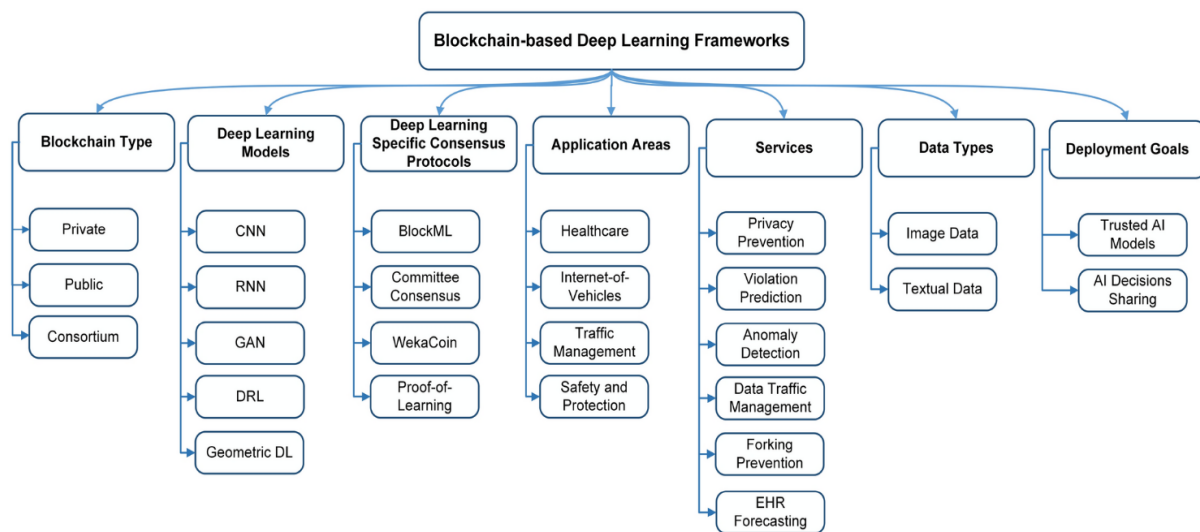 Blockchain-based Deep Learning Frameworks
Blockchain Type
Private
Public
Consortium
Deep Learning
Models
CNN
RNN
GAN
DRL
Geometric DL
Deep Learning
Specific Consensus
Protocols
BlockML
Committee
Consensus
WekaCoin
Proof-of-
Learning
Application Areas
Healthcare
Internet-of-
Vehicles
Traffic
Management
Safety and
Protection
Services
Privacy
Prevention
Violation
Prediction
Anomaly
Detection
Data Traffic
Management
Forking
Prevention
EHR
Forecasting
Data Types
Image Data
Textual Data
Deployment Goals
Trusted AI
Models
AI Decisions
Sharing